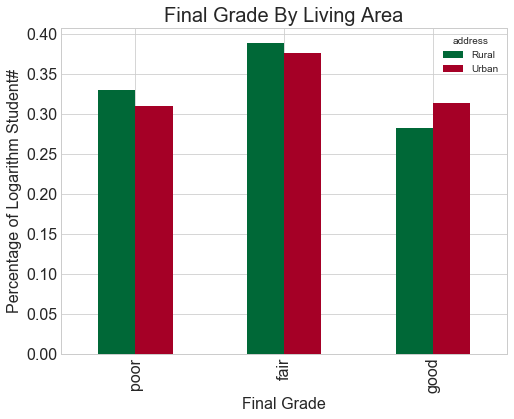 Final Grade By Living Area
address
Rural
Urban
Percentage of Logarithm Student#
0.40
0.35
0.30
0.25
0.20
0.15
0.10
0.05
0.00
poor
fair
good
Final Grade